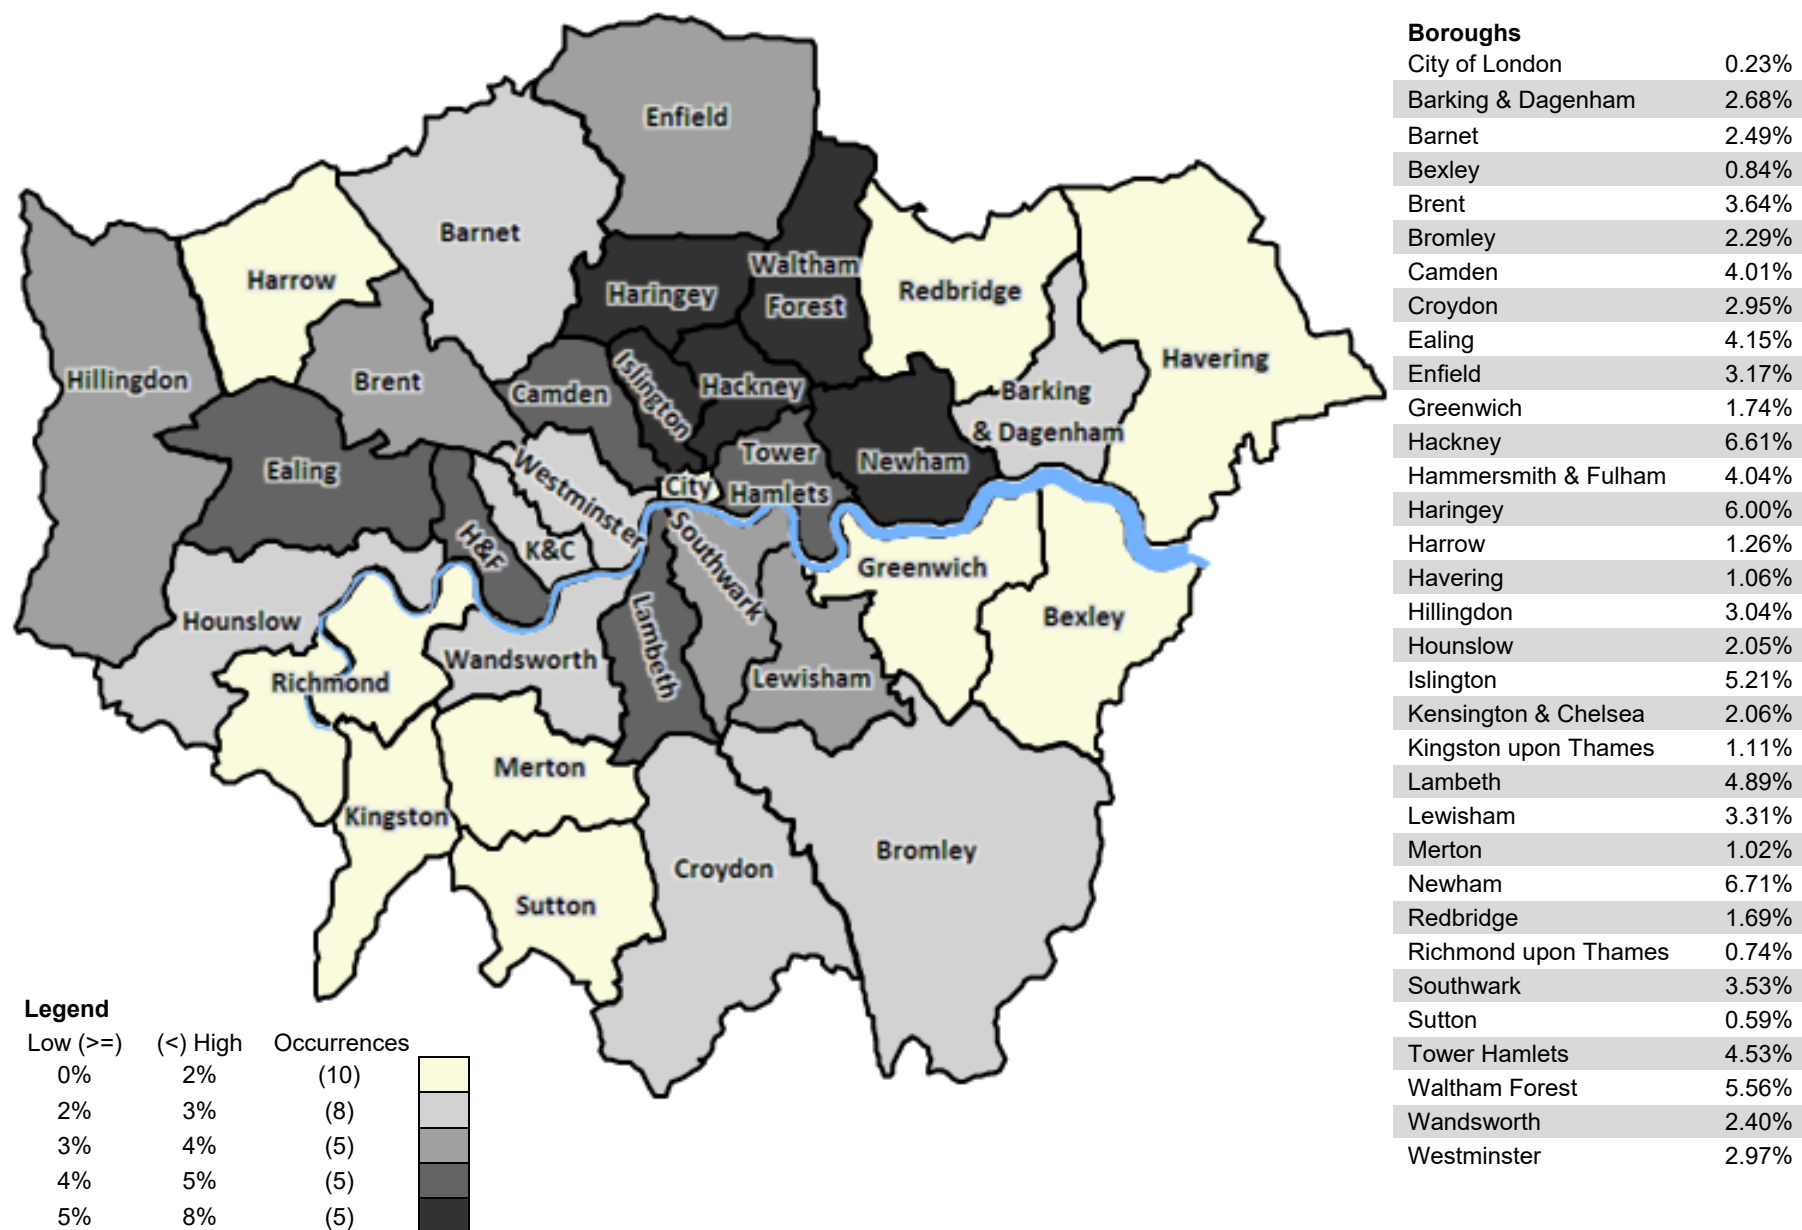 Boroughs
City of London 0.23%
Barking & Dagenham 2.68%
Barnet 2.49%
Bexley 0.84%
Brent 3.64%
Bromley 2.29%
Camden 4.01%
Croydon 2.95%
Ealing 4.15%
Enfield 3.17%
Greenwich 1.74%
Hackney 6.61%
Hammersmith & Fulham 4.04%
Haringey 6.00%
Harrow 1.26%
Havering 1.06%
Hillingdon 3.04%
Hounslow 2.05%
Islington 5.21%
Kensington & Chelsea 2.06%
Kingston upon Thames 1.11%
Lambeth 4.89%
Lewisham 3.31%
Merton 1.02%
Newham 6.71%
Redbridge 1.69%
Richmond upon Thames 0.74%
Southwark 3.53%
Sutton 0.59%
Tower Hamlets 4.53%
Waltham Forest 5.56%
Wandsworth 2.40%
Westminster 2.97%
Enfield
Barnet
Harrow
Haringey
Waltham
Forest
Redbridge
Havering
Hillingdon
Brent
Camden
Islington
Hackney
Barking
& Dagenham
Ealing
Westminster
City
Tower
Hamlets
Newham
H&F
K&C
Southwark
Greenwich
Bexley
Hounslow
Richmond
Wandsworth
Lambeth
Lewisham
Merton
Kingston
Croydon
Bromley
Sutton
Legend
Low (>=) (<) High Occurrences
0% 2% (10)
2% 3% (8)
3% 4% (5)
4% 5% (5)
5% 8% (5)